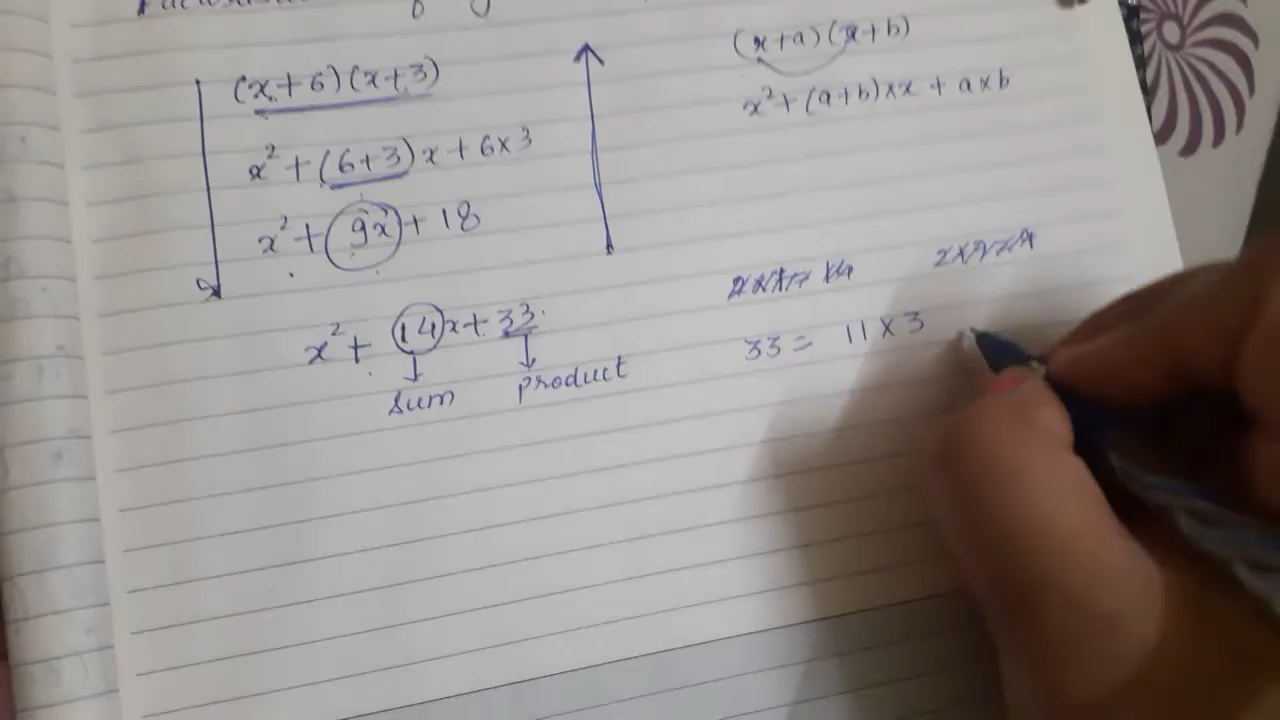 (x+6)(x+3)
x² + (6+3)x + 6×3
x² + 9x + 18
x² + 14x + 33
Sum product
(x+a)(x+b)
x² + (a+b)×x + a×b
33 = 11 × 3